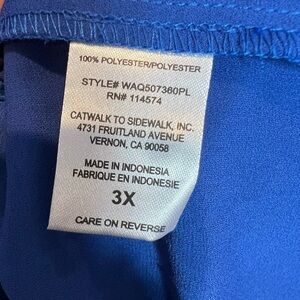 100% POLYESTER/POLYESTER
STYLE# WAQ507360PL
RN# 114574
CATWALK TO SIDEWALK, INC.
4731 FRUITLAND AVENUE
VERNON, CA 90058
MADE IN INDONESIA
FABRIQUE EN INDONESIE
3X
CARE ON REVERSE